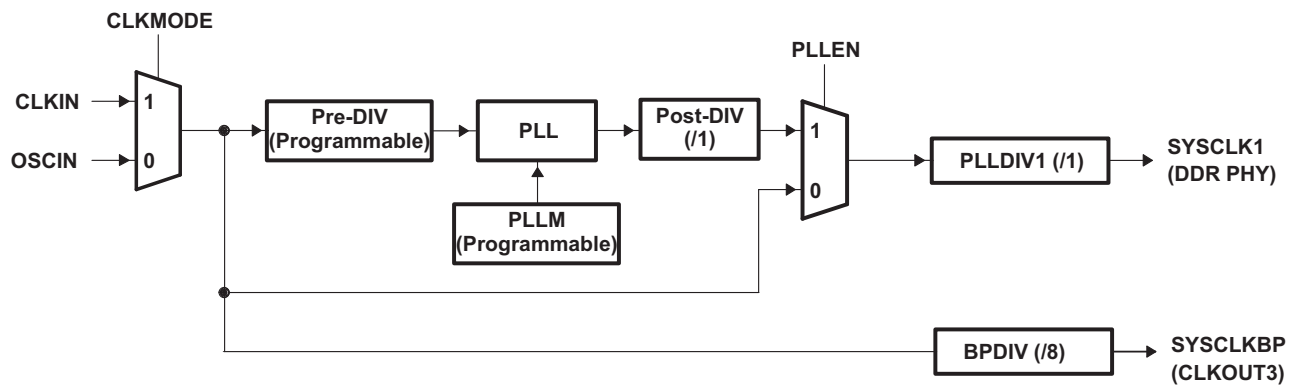 CLKMODE
PLLEN
CLKIN
1
OSCIN
0
Pre-DIV
(Programmable)
PLL
Post-DIV
(/1)
1
0
PLLM
(Programmable)
PLLDIV1 (/1)
SYSCLK1
(DDR PHY)
BPDIV (/8)
SYSCLKBP
(CLKOUT3)